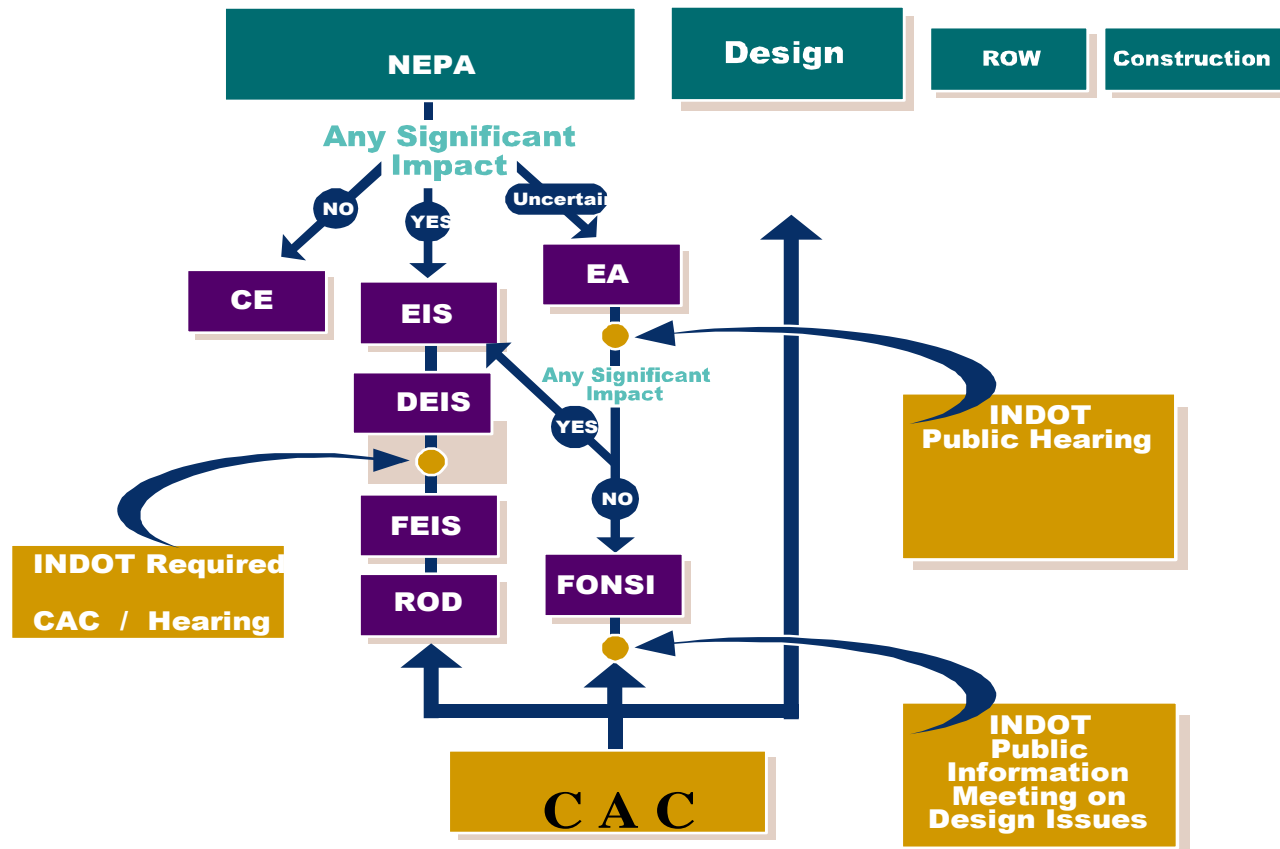 NEPA
Design
ROW
Construction
Any Significant
Impact
NO
YES
Uncertain
CE
EIS
EA
DEIS
Any Significant
Impact
YES
NO
FEIS
ROD
FONSI
INDOT Required
CAC / Hearing
INDOT
Public Hearing
INDOT
Public
Information
Meeting on
Design Issues
C A C